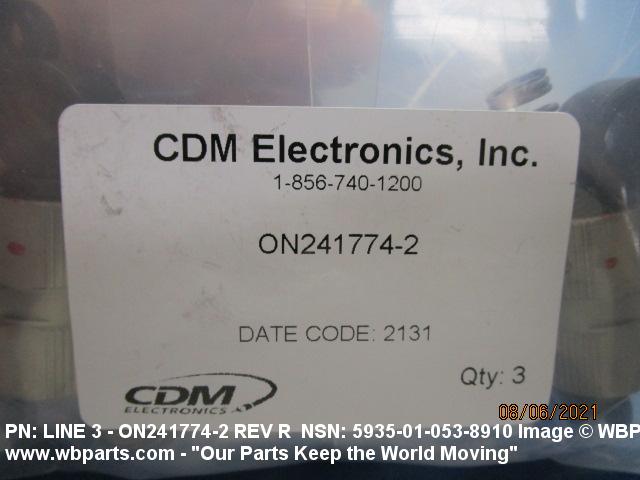 CDM Electronics, Inc.
1-856-740-1200
ON241774-2
DATE CODE: 2131
Qty: 3
CDM
ELECTRONICS
08/06/2021
PN: LINE 3 - ON241774-2 REV R NSN: 5935-01-053-8910 Image © WBP
www.wbparts.com - "Our Parts Keep the World Moving"